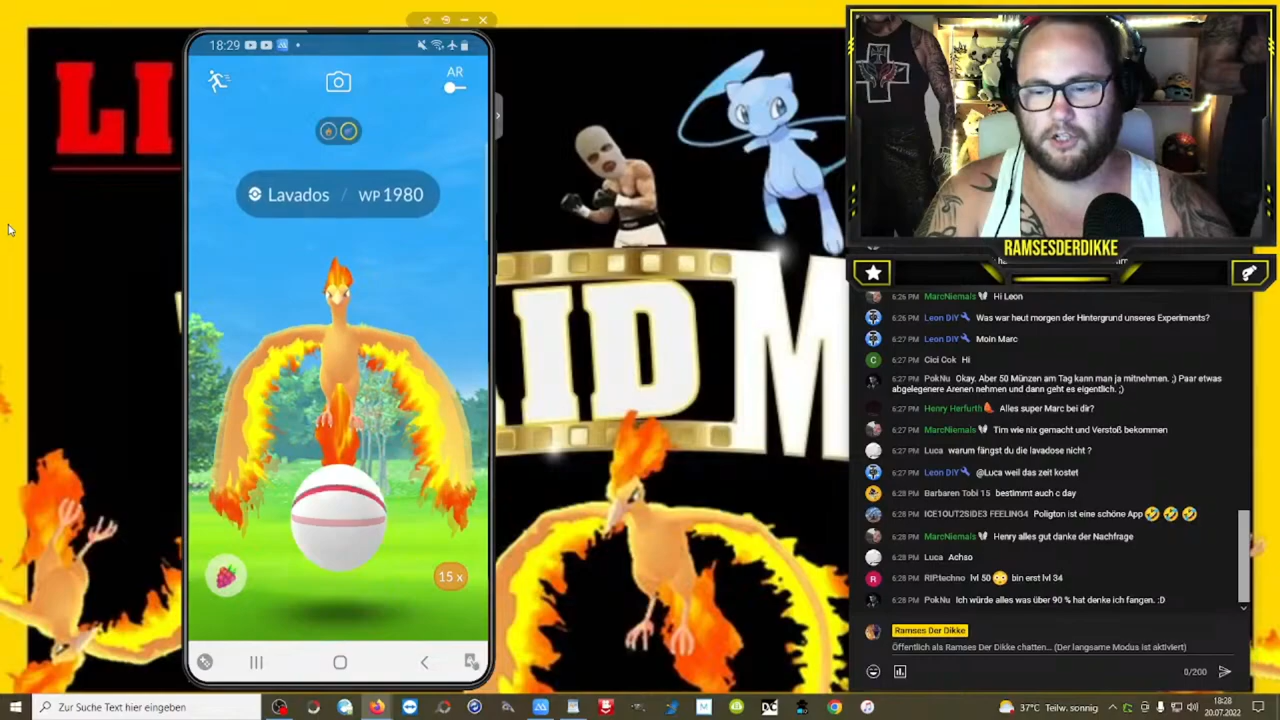 18:29
AR
Lavados / WP 1980
15 x
LI
AID M
RAMSESDERDIKKE
6:26 PM MarcNiemals Hi Leon
6:26 PM Leon DIY Was war heut morgen der Hintergrund unseres Experiments?
6:27 PM Leon DIY Moin Marc
6:27 PM Cici Cok Hi
6:27 PM PokNu Okay. Aber 50 Münzen am Tag kann man ja mitnehmen. ;) Paar etwas
abgelegenere Arenen nehmen und dann geht es eigentlich. ;)
6:27 PM Henry Herfurth Alles super Marc bei dir?
6:27 PM MarcNiemals Tim wie nix gemacht und Verstoß bekommen
6:28 PM Luca warum fängst du die lavadose nicht ?
6:27 PM Leon DIY @Luca weil das zeit kostet
6:28 PM Barbaren Tobi 15 bestimmt auch c day
6:28 PM ICE1OUT2SIDE3 FEELING4 Poligton ist eine schöne App 🤣 🤣 🤣
6:28 PM MarcNiemals Henry alles gut danke der Nachfrage
6:28 PM Luca Achso
6:28 PM RIP.techno lvl 50 😳 bin erst lvl 34
6:28 PM PokNu Ich würde alles was über 90 % hat denke ich fangen. :D
Ramses Der Dikke
Öffentlich als Ramses Der Dikke chatten... (Der langsame Modus ist aktiviert)
0/200
Zur Suche Text hier eingeben
DC
37°C Teilw. sonnig
18:28
20.07.2022